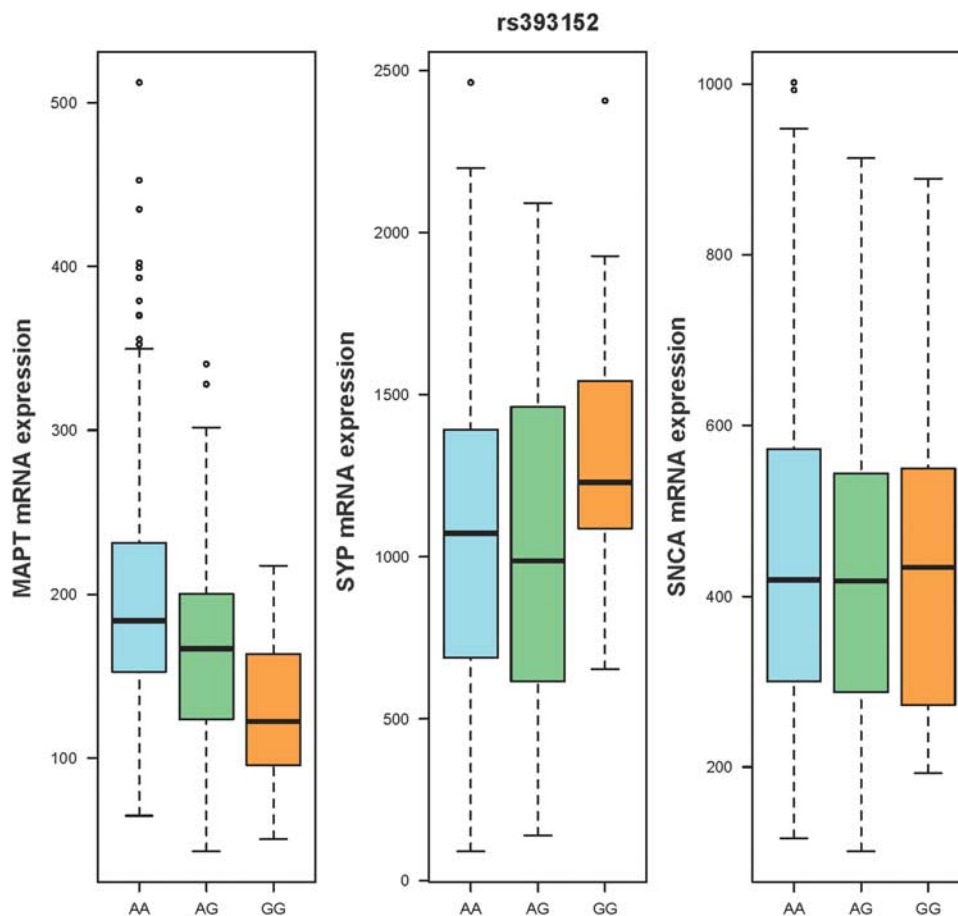 rs393152
MAPT mRNA expression
500
400
300
200
100
AA AG GG
SYP mRNA expression
2500
2000
1500
1000
500
0
AA AG GG
SNCA mRNA expression
1000
800
600
400
200
AA AG GG